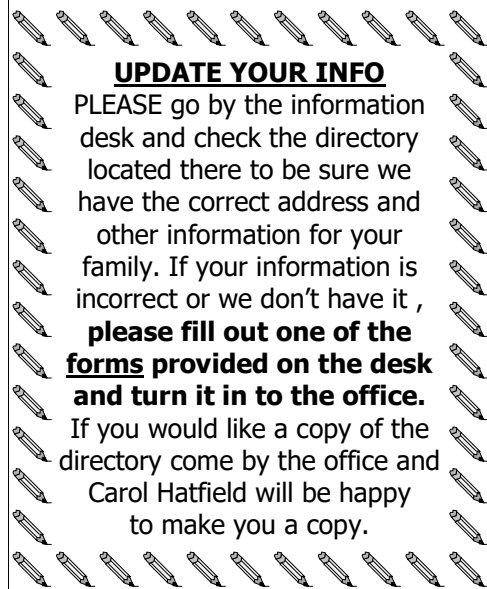 UPDATE YOUR INFO
PLEASE go by the information
desk and check the directory
located there to be sure we
have the correct address and
other information for your
family. If your information is
incorrect or we don’t have it ,
please fill out one of the
forms provided on the desk
and turn it in to the office.
If you would like a copy of the
directory come by the office and
Carol Hatfield will be happy
to make you a copy.